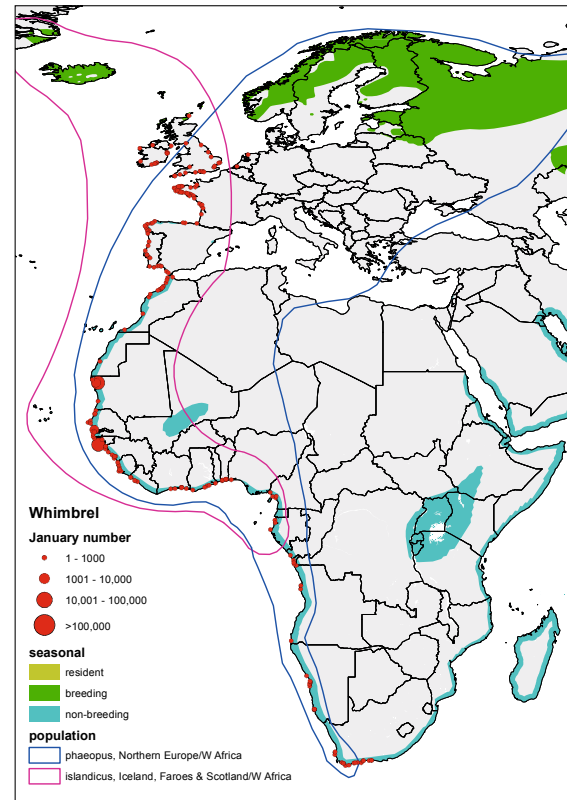 Whimbrel
January number
1 - 1000
1001 - 10,000
10,001 - 100,000
>100,000
seasonal
resident
breeding
non-breeding
population
phaeopus, Northern Europe/W Africa
islandicus, Iceland, Faroes & Scotland/W Africa